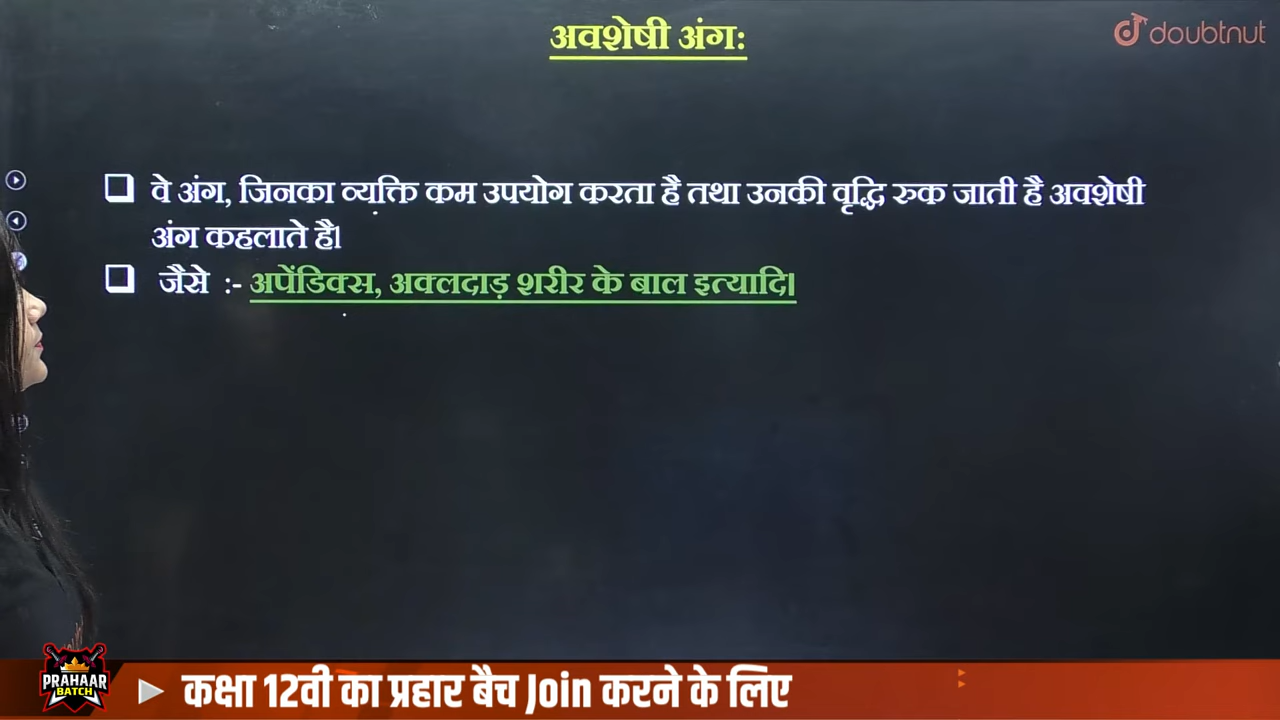 अवशेषी अंगः
doubtnut
वे अंग, जिनका व्यक्ति कम उपयोग करता है तथा उनकी वृद्धि रुक जाती है अवशेषी
अंग कहलाते है।
जैसे :- अपेंडिक्स, अक्लदाड़ शरीर के बाल इत्यादि।
PRAHAAR
BATCH
कक्षा 12वी का प्रहार बैच Join करने के लिए